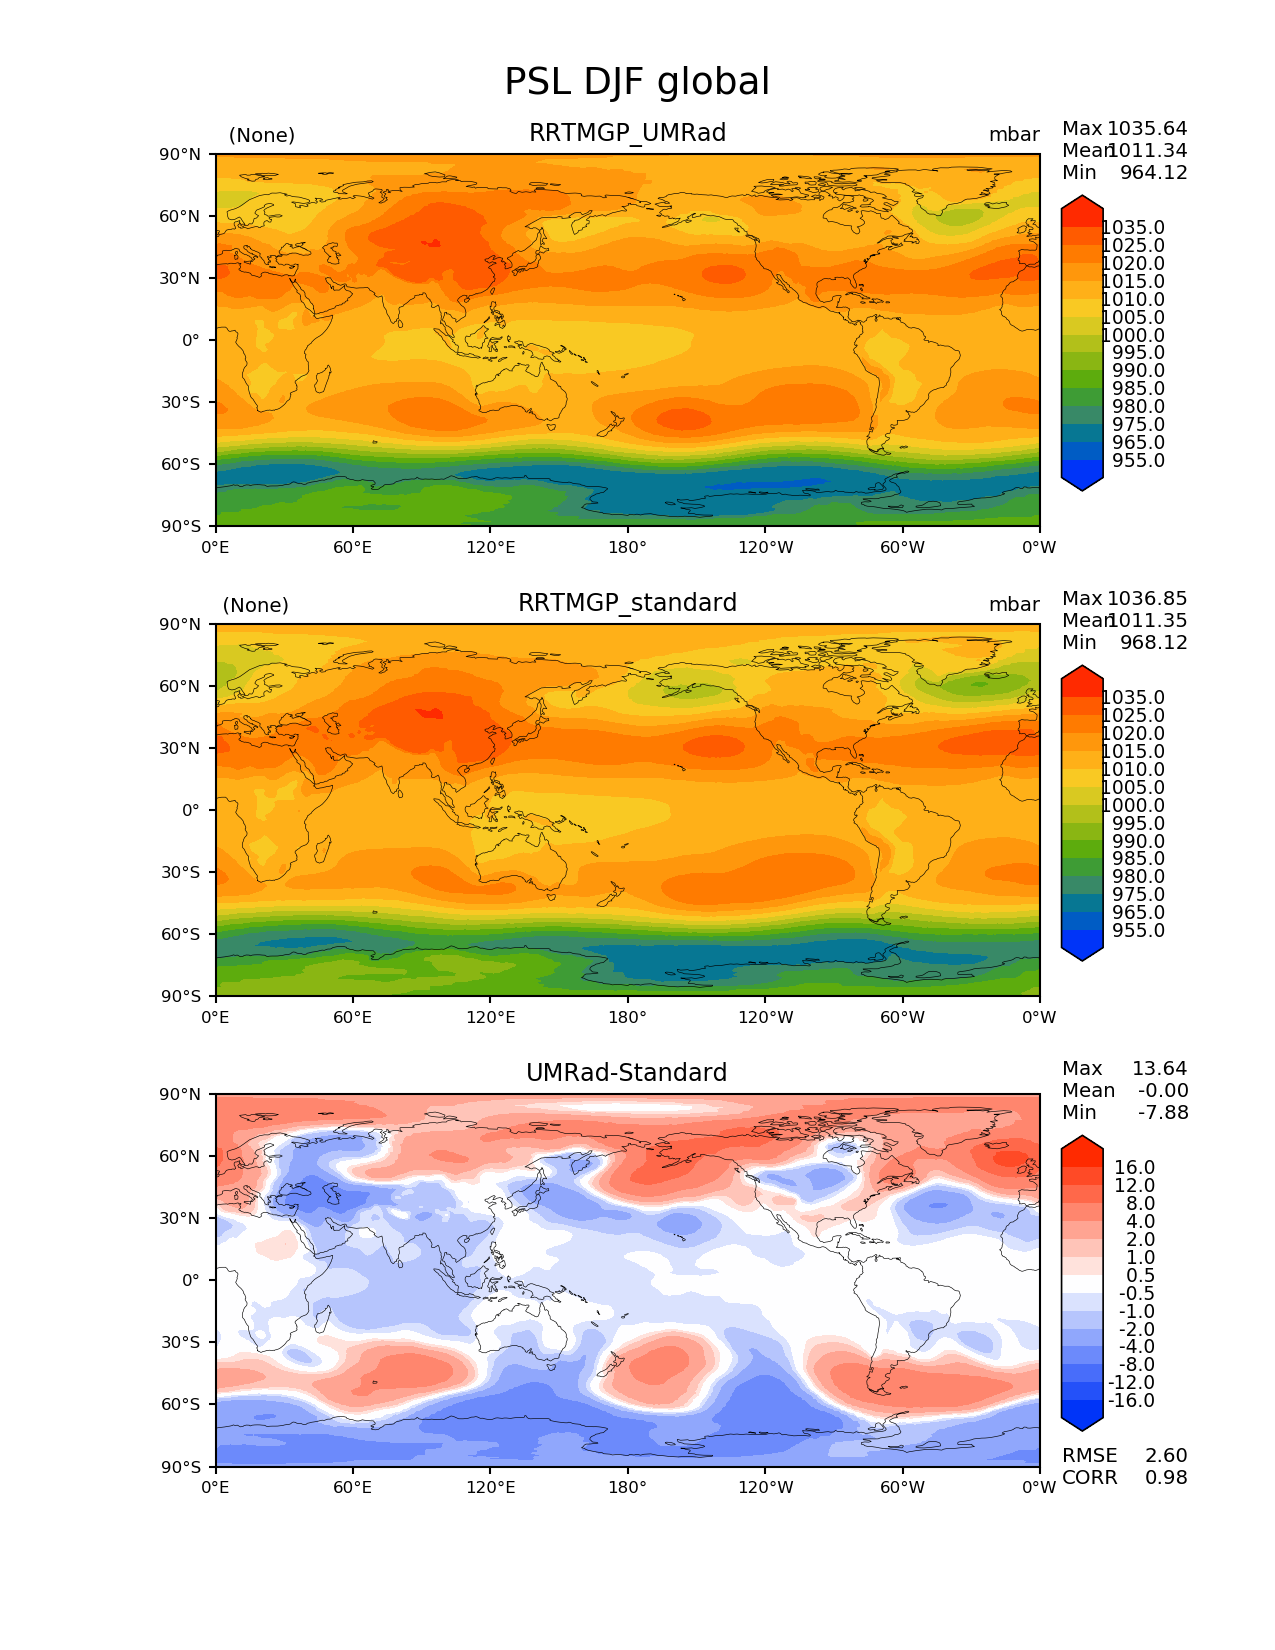 PSL DJF global
(None) RRTMGP_UMRad mbar
Max 1035.64
Mean 1011.34
Min 964.12
90°N
60°N
30°N
0°
30°S
60°S
90°S
0°E 60°E 120°E 180° 120°W 60°W 0°W
1035.0
1025.0
1020.0
1015.0
1010.0
1005.0
1000.0
995.0
990.0
985.0
980.0
975.0
965.0
955.0
(None) RRTMGP_standard mbar
Max 1036.85
Mean 1011.35
Min 968.12
90°N
60°N
30°N
0°
30°S
60°S
90°S
0°E 60°E 120°E 180° 120°W 60°W 0°W
1035.0
1025.0
1020.0
1015.0
1010.0
1005.0
1000.0
995.0
990.0
985.0
980.0
975.0
965.0
955.0
UMRad-Standard
Max 13.64
Mean -0.00
Min -7.88
90°N
60°N
30°N
0°
30°S
60°S
90°S
0°E 60°E 120°E 180° 120°W 60°W 0°W
16.0
12.0
8.0
4.0
2.0
1.0
0.5
-0.5
-1.0
-2.0
-4.0
-8.0
-12.0
-16.0
RMSE 2.60
CORR 0.98